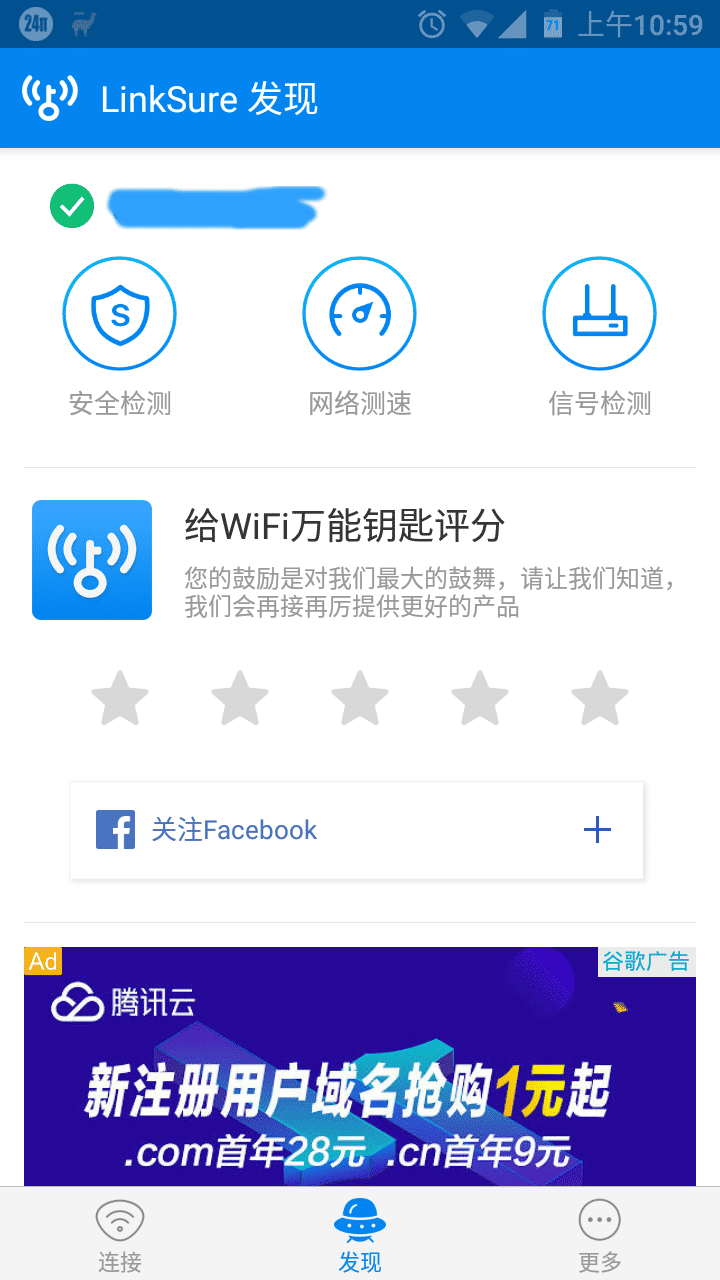 24π
71
上午10:59
LinkSure 发现
S
安全检测
网络测速
信号检测
给WiFi万能钥匙评分
您的鼓励是对我们最大的鼓舞，请让我们知道，
我们会再接再厉提供更好的产品
关注Facebook
Ad
谷歌广告
腾讯云
新注册用户域名抢购1元起
.com首年28元 .cn首年9元
连接
发现
更多